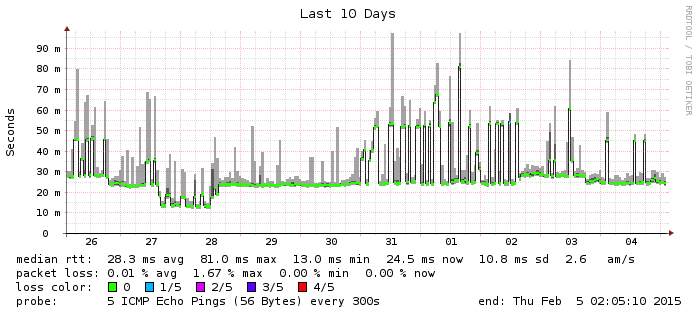 Last 10 Days
RRDTOOL / TOBI OETIKER
Seconds
90 m
80 m
70 m
60 m
50 m
40 m
30 m
20 m
10 m
0
26 27 28 29 30 31 01 02 03 04
median rtt: 28.3 ms avg 81.0 ms max 13.0 ms min 24.5 ms now 10.8 ms sd 2.6 am/s
packet loss: 0.01 % avg 1.67 % max 0.00 % min 0.00 % now
loss color: 0 1/5 2/5 3/5 4/5
probe: 5 ICMP Echo Pings (56 Bytes) every 300s end: Thu Feb 5 02:05:10 2015